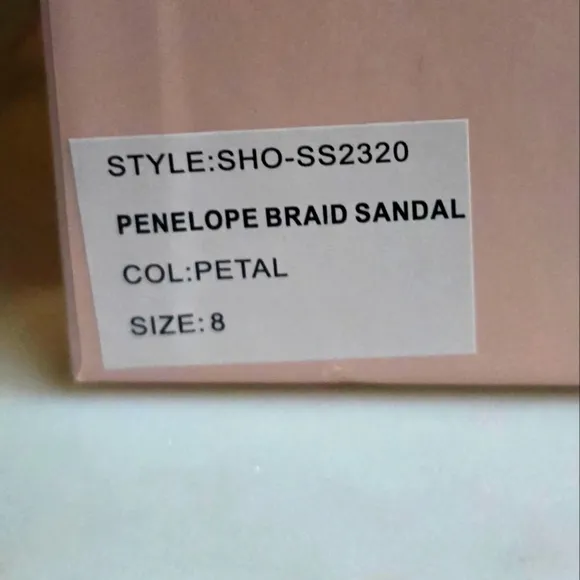 STYLE:SHO-SS2320
PENELOPE BRAID SANDAL
COL:PETAL
SIZE:8